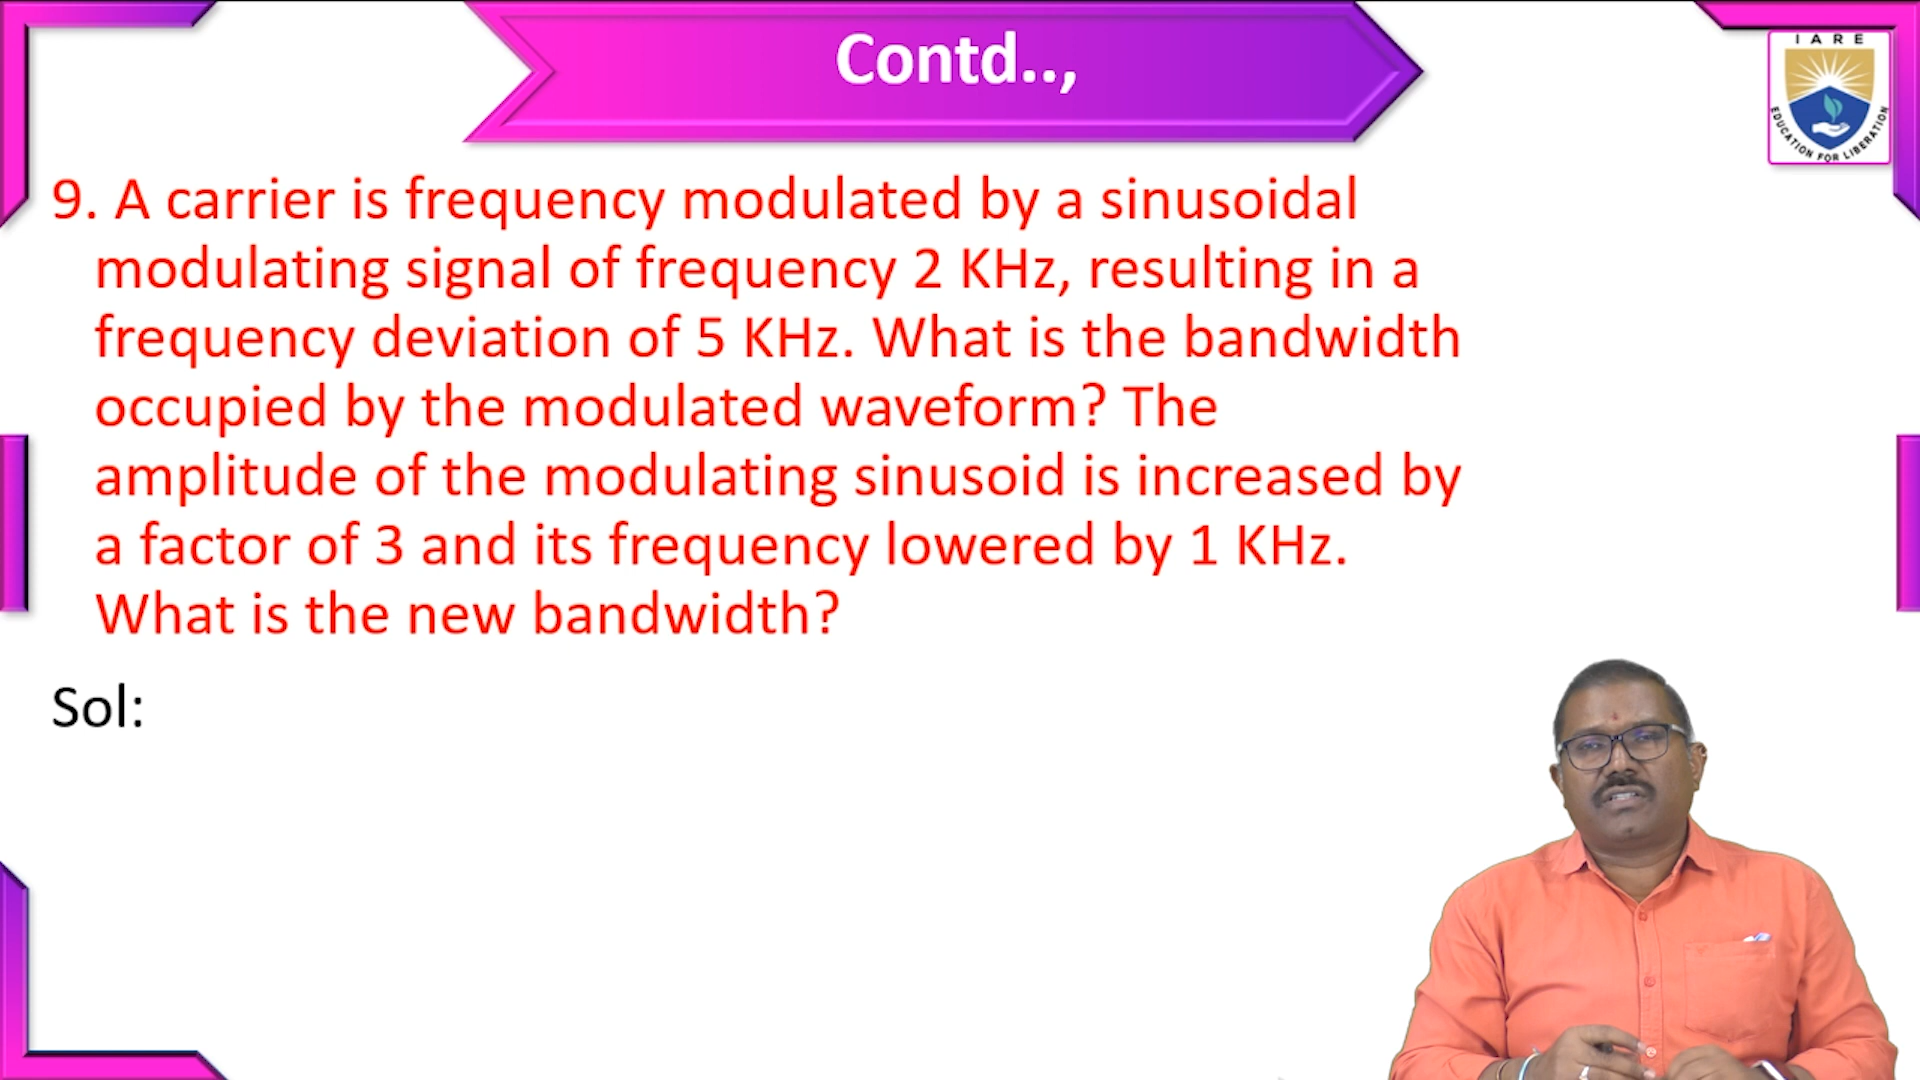 Contd..,
I A R E
EDUCATION FOR LIBERATION
9. A carrier is frequency modulated by a sinusoidal
modulating signal of frequency 2 KHz, resulting in a
frequency deviation of 5 KHz. What is the bandwidth
occupied by the modulated waveform? The
amplitude of the modulating sinusoid is increased by
a factor of 3 and its frequency lowered by 1 KHz.
What is the new bandwidth?
Sol: